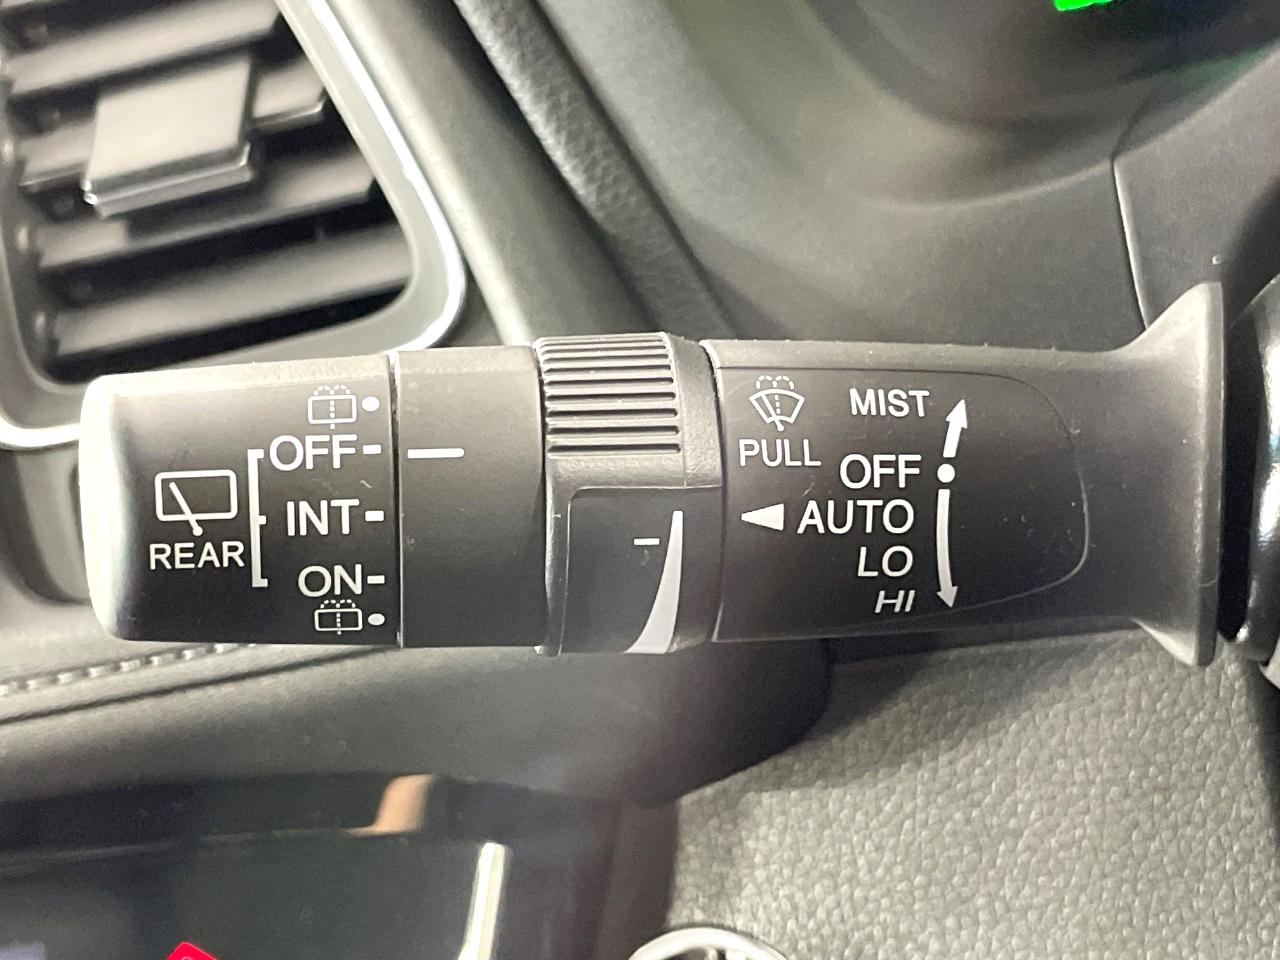 OFF
INT
ON
REAR
PULL
MIST
OFF
AUTO
LO
HI